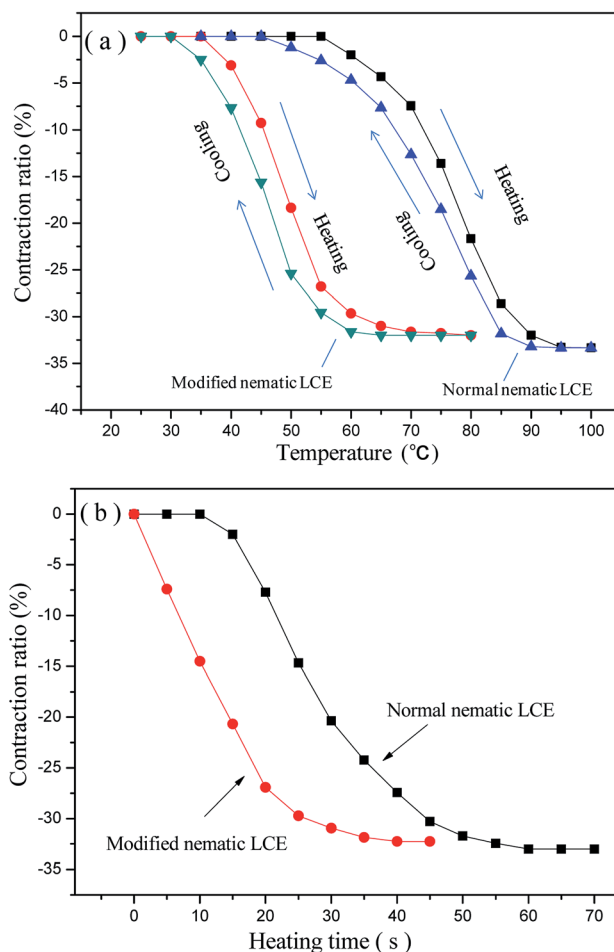 ( a )
0
-5
-10
-15
-20
-25
-30
-35
-40
Contraction ratio (%)
Cooling
Heating
Cooling
Heating
Modified nematic LCE
Normal nematic LCE
20 30 40 50 60 70 80 90 100
Temperature (°C)
( b )
0
-5
-10
-15
-20
-25
-30
-35
Contraction ratio (%)
Normal nematic LCE
Modified nematic LCE
0 10 20 30 40 50 60 70
Heating time ( s )